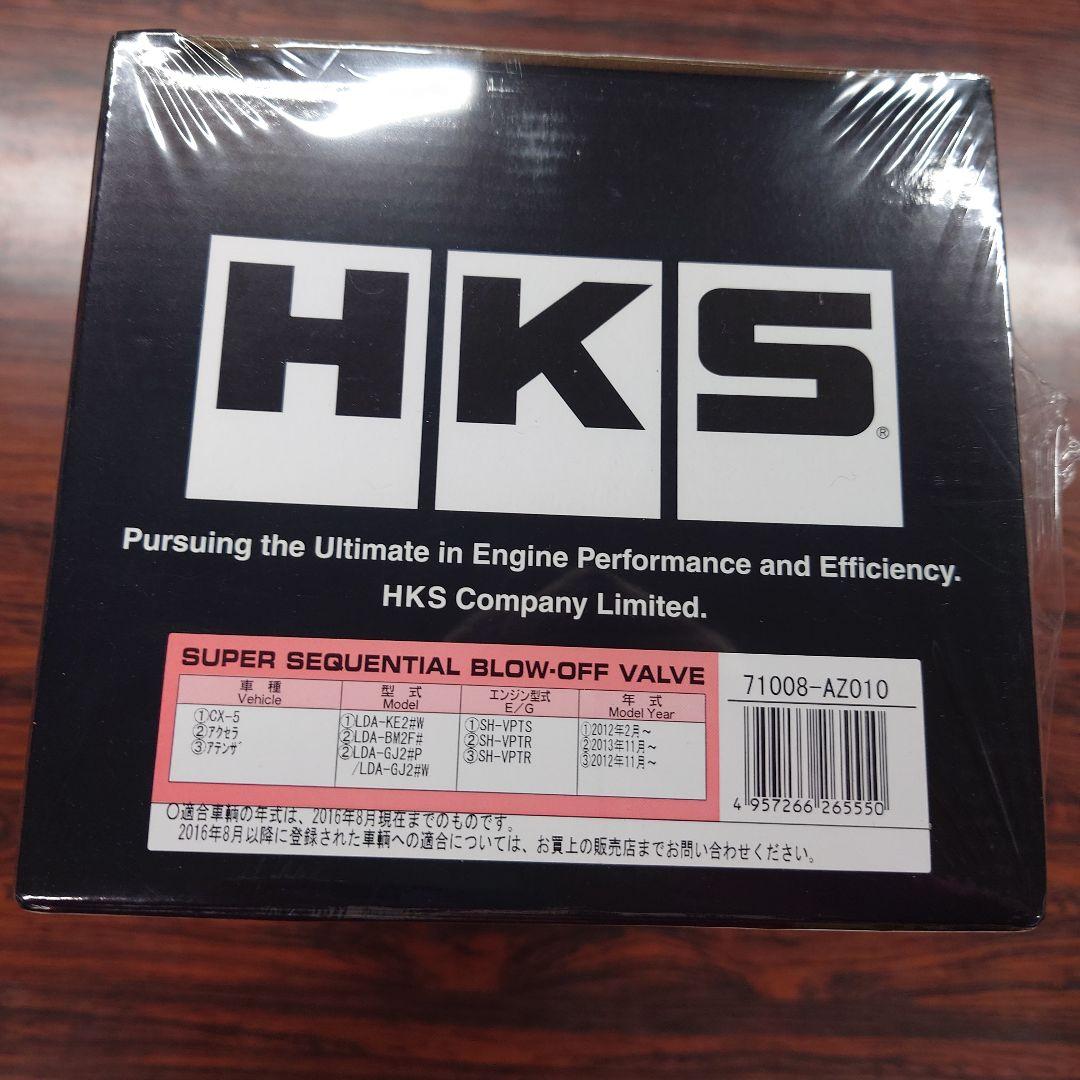 HKS®
Pursuing the Ultimate in Engine Performance and Efficiency.
HKS Company Limited.
SUPER SEQUENTIAL BLOW-OFF VALVE
71008-AZ010
車種 型式 エンジン型式 年式
Vehicle Model E/G Model Year
①CX-5 ①LDA-KE2#W ①SH-VPTS ①2012年2月~
②アクセラ ②LDA-BM2F# ②SH-VPTR ②2013年11月~
③アテンザ ②LDA-GJ2#P ③SH-VPTR ③2012年11月~
/LDA-GJ2#W
4 957266 265550
○適合車輌の年式は、2016年8月現在までのものです。
2016年8月以降に登録された車輌への適合については、お買上の販売店までお問い合わせください。